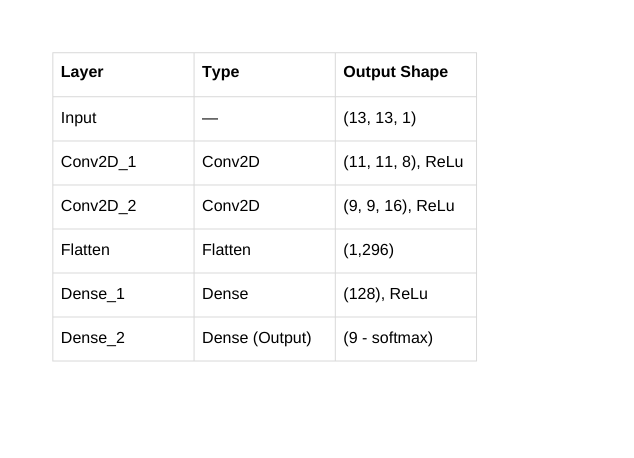 Layer Type Output Shape
Input — (13, 13, 1)
Conv2D_1 Conv2D (11, 11, 8), ReLu
Conv2D_2 Conv2D (9, 9, 16), ReLu
Flatten Flatten (1,296)
Dense_1 Dense (128), ReLu
Dense_2 Dense (Output) (9 - softmax)